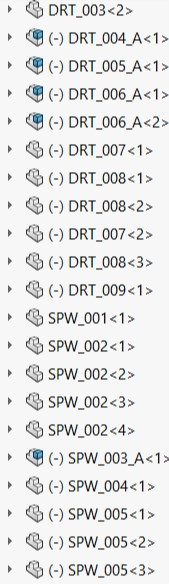 DRT_003<2>
(-) DRT_004_A<1>
(-) DRT_005_A<1>
(-) DRT_006_A<1>
(-) DRT_006_A<2>
(-) DRT_007<1>
(-) DRT_008<1>
(-) DRT_008<2>
(-) DRT_007<2>
(-) DRT_008<3>
(-) DRT_009<1>
SPW_001<1>
SPW_002<1>
SPW_002<2>
SPW_002<3>
SPW_002<4>
(-) SPW_003_A<1>
(-) SPW_004<1>
(-) SPW_005<1>
(-) SPW_005<2>
(-) SPW_005<3>